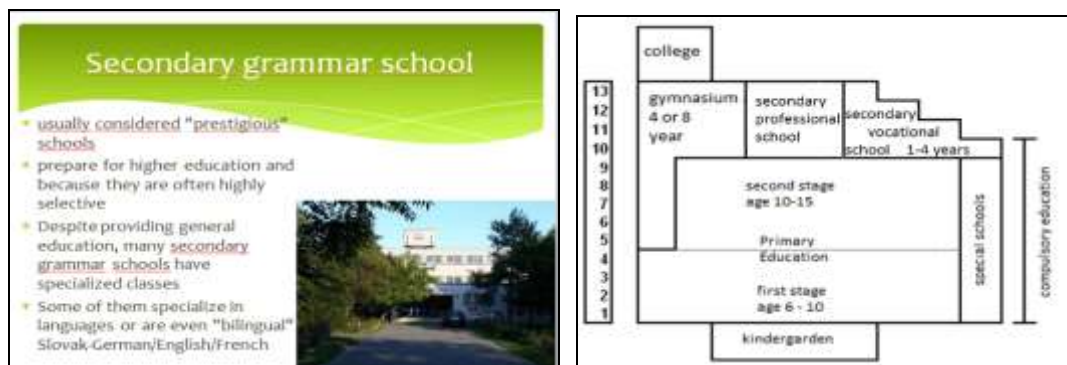 Secondary grammar school
usually considered "prestigious"
schools
prepare for higher education and
because they are often highly
selective
Despite providing general
education, many secondary
grammar schools have
specialized classes
Some of them specialize in
languages or are even "bilingual"
Slovak-German/English/French
college
13
12
11
10
9
8
7
6
5
4
3
2
1
gymnasium
4 or 8
year
secondary
professional
school
secondary
vocational
school 1-4 years
second stage
age 10-15
Primary
Education
first stage
age 6 - 10
special schools
compulsory education
kindergarden